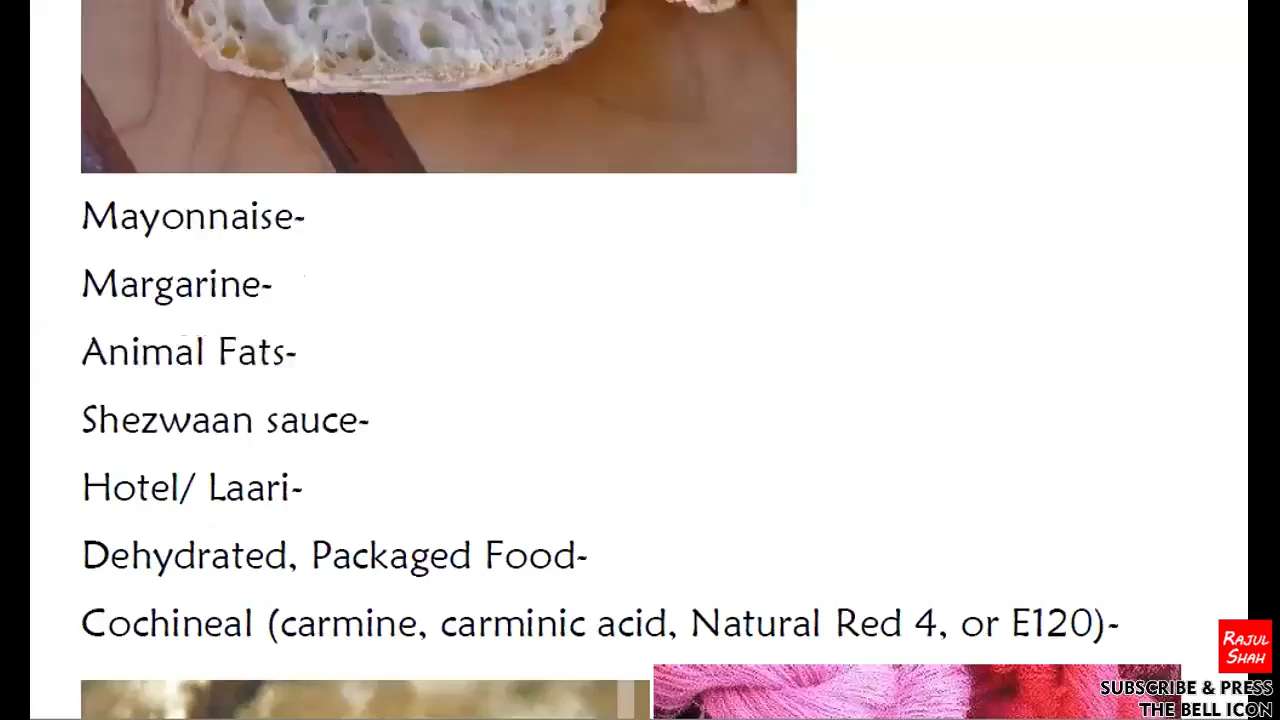 Mayonnaise-
Margarine-
Animal Fats-
Shezwaan sauce-
Hotel/ Laari-
Dehydrated, Packaged Food-
Cochineal (carmine, carminic acid, Natural Red 4, or E120)-
RAJUL
SHAH
SUBSCRIBE & PRESS
THE BELL ICON